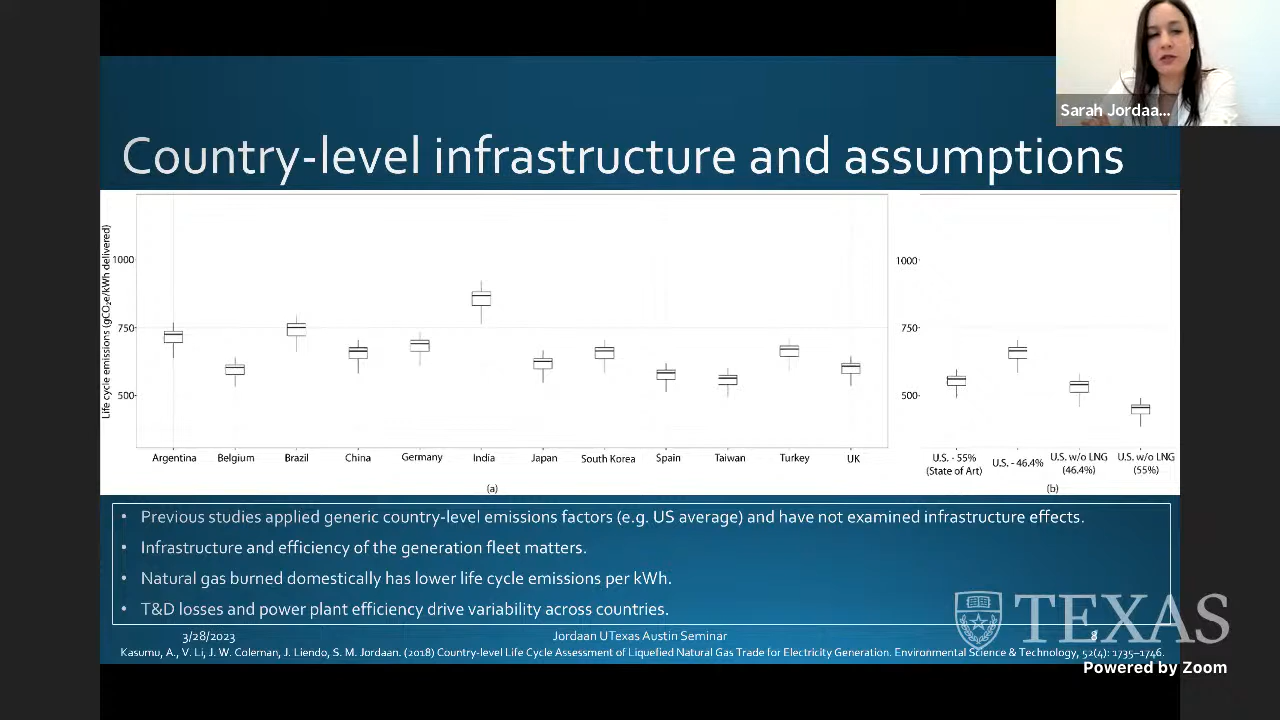 Sarah Jordaa...
Country-level infrastructure and assumptions
Life cycle emissions (gCO₂e/kWh delivered)
1000
750
500
Argentina Belgium Brazil China Germany India Japan South Korea Spain Taiwan Turkey UK
(a)
1000
750
500
U.S. - 55% (State of Art) U.S. - 46.4% U.S. w/o LNG (46.4%) U.S. w/o LNG (55%)
(b)
• Previous studies applied generic country-level emissions factors (e.g. US average) and have not examined infrastructure effects.
• Infrastructure and efficiency of the generation fleet matters.
• Natural gas burned domestically has lower life cycle emissions per kWh.
• T&D losses and power plant efficiency drive variability across countries.
TEXAS
3/28/2023 Jordaan UTexas Austin Seminar 8
Kasumu, A., V. Li, J. W. Coleman, J. Liendo, S. M. Jordaan. (2018) Country-level Life Cycle Assessment of Liquefied Natural Gas Trade for Electricity Generation. Environmental Science & Technology, 52(4): 1735–1746.
Powered by Zoom